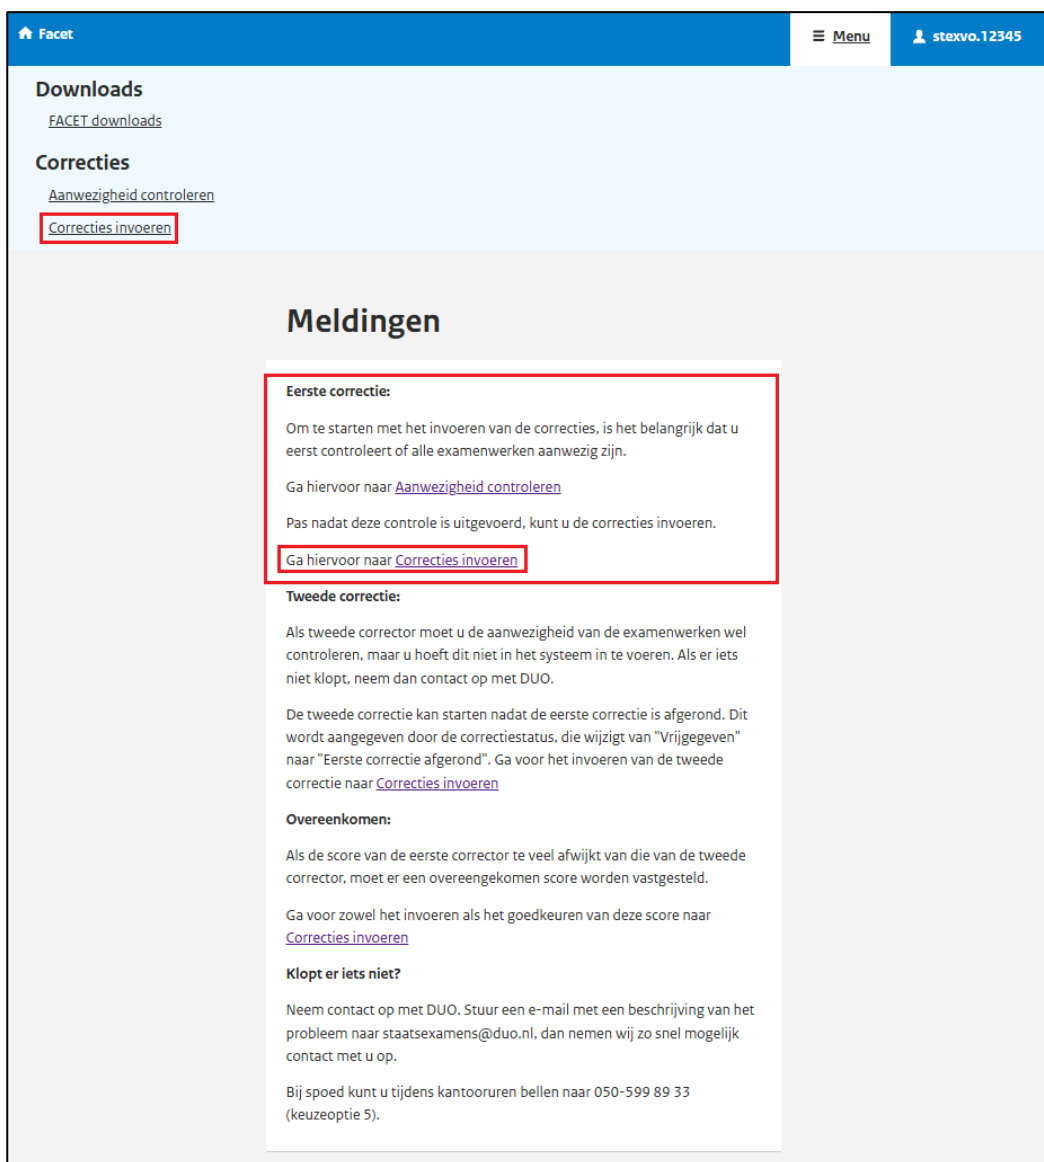 Facet
Menu
stexvo.12345
Downloads
FACET downloads
Correcties
Aanwezigheid controleren
Correcties invoeren
Meldingen
Eerste correctie:
Om te starten met het invoeren van de correcties, is het belangrijk dat u
eerst controleert of alle examenwerken aanwezig zijn.
Ga hiervoor naar Aanwezigheid controleren
Pas nadat deze controle is uitgevoerd, kunt u de correcties invoeren.
Ga hiervoor naar Correcties invoeren
Tweede correctie:
Als tweede corrector moet u de aanwezigheid van de examenwerken wel
controleren, maar u hoeft dit niet in het systeem in te voeren. Als er iets
niet klopt, neem dan contact op met DUO.
De tweede correctie kan starten nadat de eerste correctie is afgerond. Dit
wordt aangegeven door de correctiestatus, die wijzigt van "Vrijgegeven"
naar "Eerste correctie afgerond". Ga voor het invoeren van de tweede
correctie naar Correcties invoeren
Overeenkomen:
Als de score van de eerste corrector te veel afwijkt van die van de tweede
corrector, moet er een overeengekomen score worden vastgesteld.
Ga voor zowel het invoeren als het goedkeuren van deze score naar
Correcties invoeren
Klopt er iets niet?
Neem contact op met DUO. Stuur een e-mail met een beschrijving van het
probleem naar staatsexamens@duo.nl, dan nemen wij zo snel mogelijk
contact met u op.
Bij spoed kunt u tijdens kantooruren bellen naar 050-599 89 33
(keuzeoptie 5).